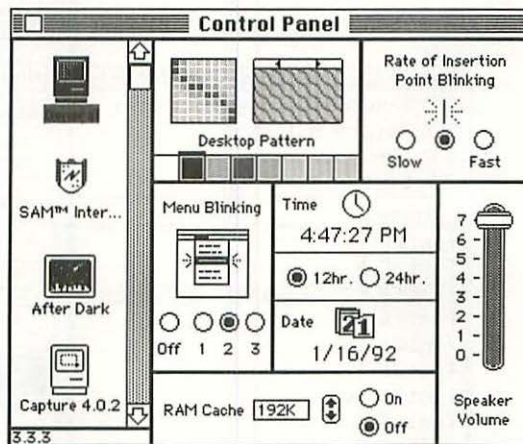 Control Panel
General
SAM™ Inter...
After Dark
Capture 4.0.2
3.3.3
Desktop Pattern
Rate of Insertion
Point Blinking
Slow
Fast
Menu Blinking
Off 1 2 3
Time
4:47:27 PM
12hr. 24hr.
Date
21
1/16/92
RAM Cache
192K
On
Off
7
6
5
4
3
2
1
0
Speaker
Volume